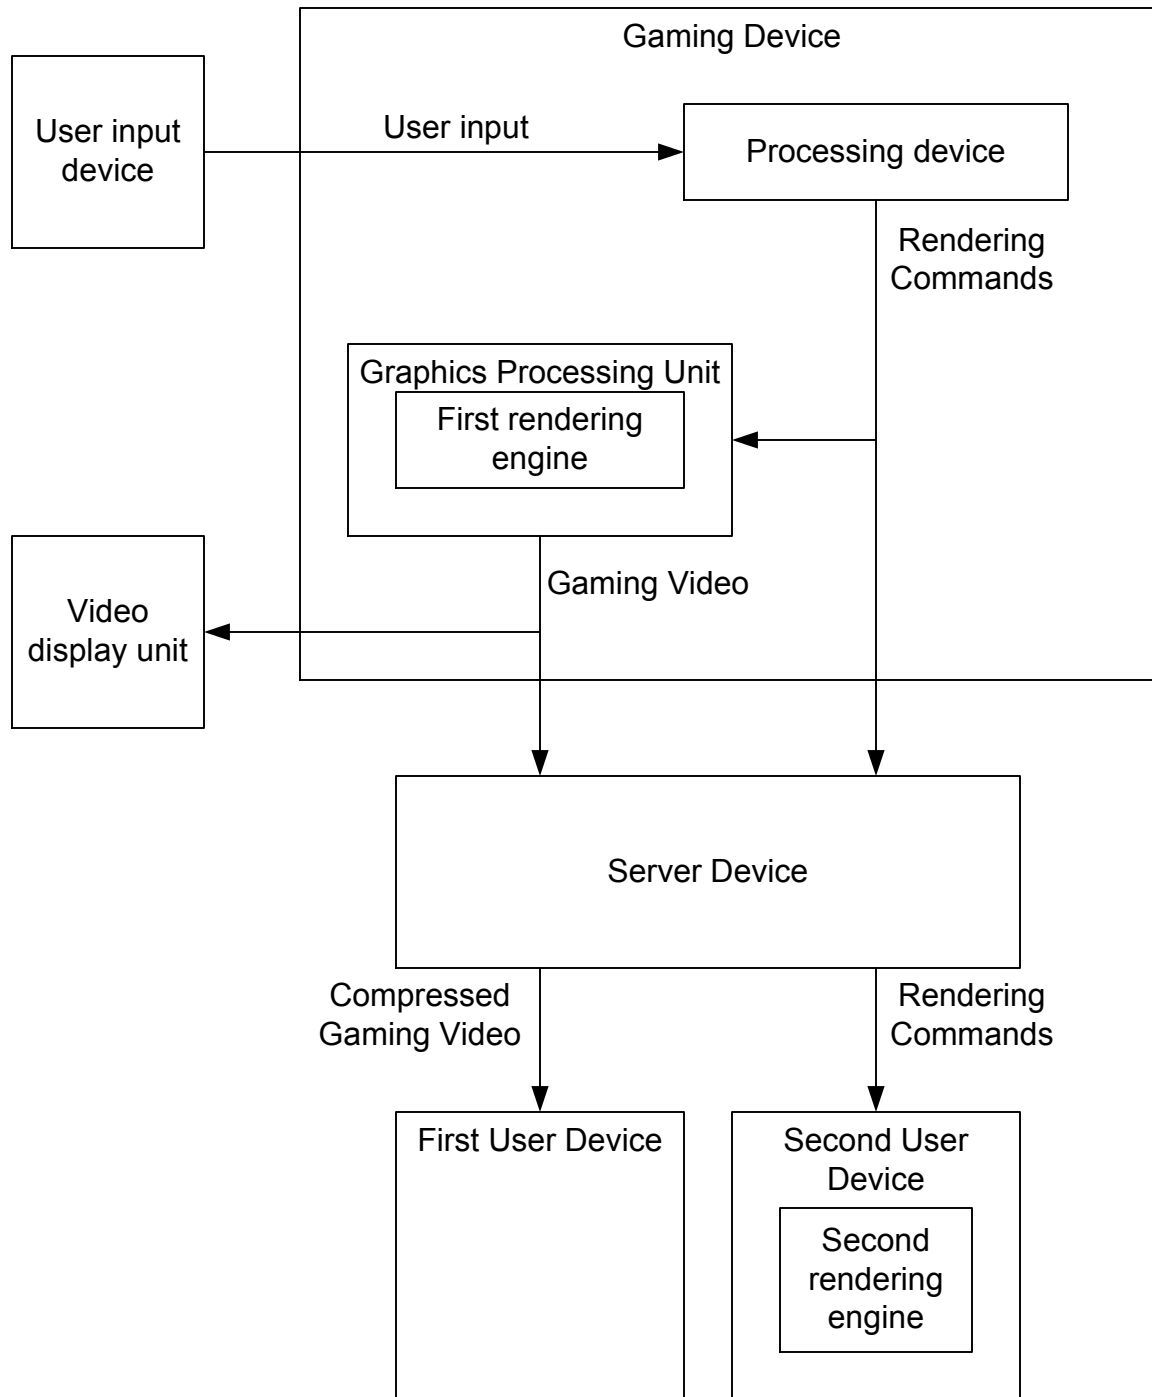 Gaming Device
User input
device
User input
Processing device
Rendering
Commands
Graphics Processing Unit
First rendering
engine
Gaming Video
Video
display unit
Server Device
Compressed
Gaming Video
Rendering
Commands
First User Device
Second User
Device
Second
rendering
engine